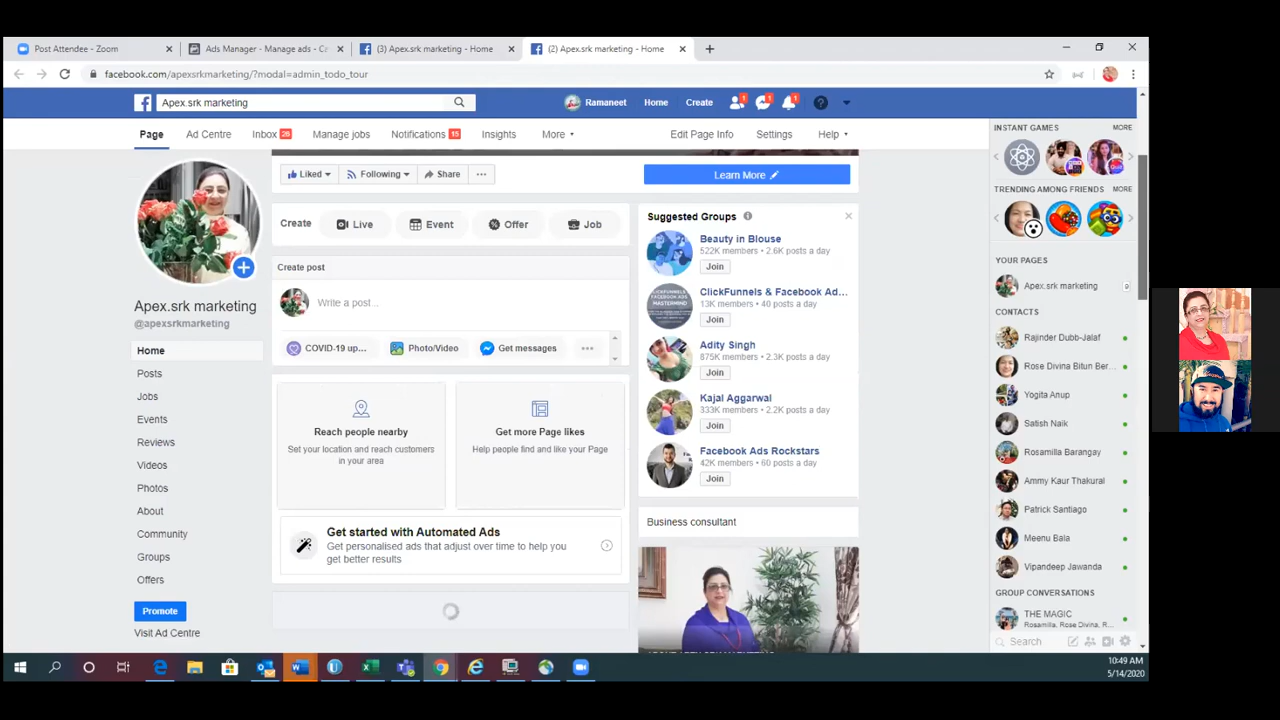 Post Attendee - Zoom
Ads Manager - Manage ads - Ca
(3) Apex.srk marketing - Home
(2) Apex.srk marketing - Home
facebook.com/apexsrkmarketing/?modal=admin_todo_tour
Apex.srk marketing
Ramaneet
Home
Create
1
1
1
Page
Ad Centre
Inbox 26
Manage jobs
Notifications 15
Insights
More
Edit Page Info
Settings
Help
Liked
Following
Share
Learn More
Create
Live
Event
Offer
Job
Create post
Write a post...
COVID-19 up...
Photo/Video
Get messages
Apex.srk marketing
@apexsrkmarketing
Home
Posts
Jobs
Events
Reviews
Videos
Photos
About
Community
Groups
Offers
Promote
Visit Ad Centre
Reach people nearby
Set your location and reach customers
in your area
Get more Page likes
Help people find and like your Page
Get started with Automated Ads
Get personalised ads that adjust over time to help you
get better results
Suggested Groups
Beauty in Blouse
522K members • 2.6K posts a day
Join
ClickFunnels & Facebook Ad...
13K members • 40 posts a day
Join
Adity Singh
875K members • 2.3K posts a day
Join
Kajal Aggarwal
333K members • 2.2K posts a day
Join
Facebook Ads Rockstars
42K members • 60 posts a day
Join
Business consultant
INSTANT GAMES
MORE
TRENDING AMONG FRIENDS
MORE
YOUR PAGES
Apex.srk marketing
CONTACTS
Rajinder Dubb-Jalaf
Rose Divina Bitun Ber...
Yogita Anup
Satish Naik
Rosamilla Barangay
Ammy Kaur Thakural
Patrick Santiago
Meenu Bala
Vipandeep Jawanda
GROUP CONVERSATIONS
THE MAGIC
Rosamilla, Rose Divina, R...
Search
10:49 AM
5/14/2020